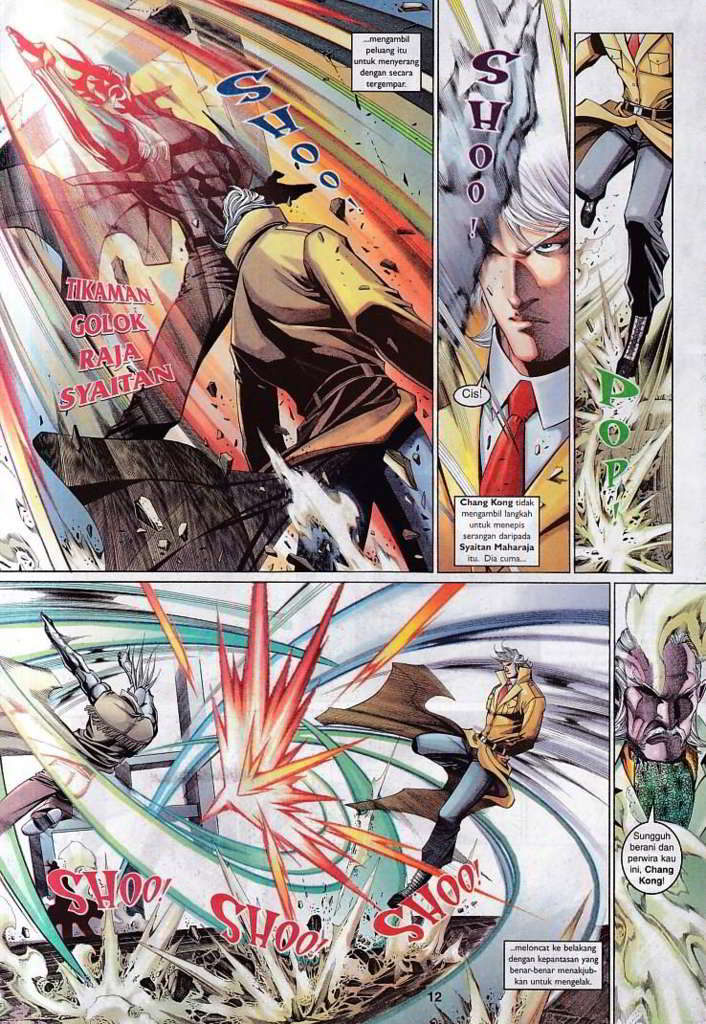 ...mengambil
peluang itu
untuk menyerang
dengan secara
tergempar.
SHOOO!
TIKAMAN
GOLOK
RAJA
SYAITAN
SHOO!
Cis!
Chang Kong tidak
mengambil langkah
untuk menepis
serangan daripada
Syaitan Maharaja
itu. Dia cuma...
POP!
SHOO!
SHOO!
SHOO!
...meloncat ke belakang
dengan kepantasan yang
benar-benar menakjub-
kan untuk mengelak.
Sungguh
berani dan
perwira kau
ini, Chang
Kong!
12